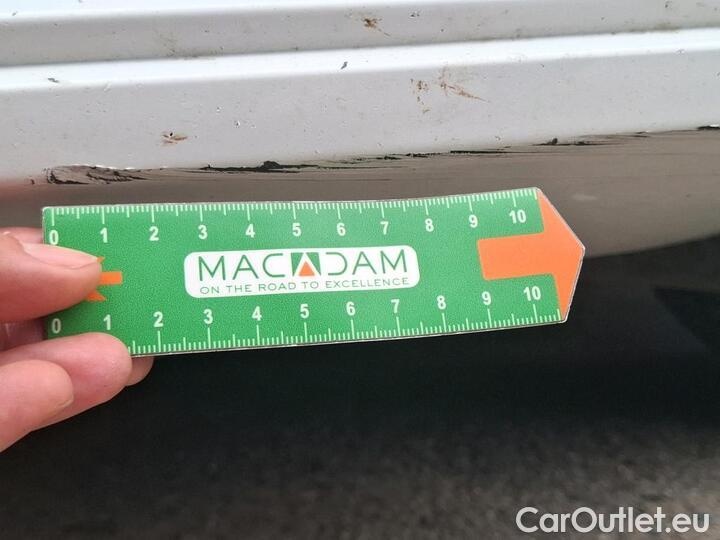 0 1 2 3 4 5 6 7 8 9 10
MACADAM
ON THE ROAD TO EXCELLENCE
0 1 2 3 4 5 6 7 8 9 10
CarOutlet.eu